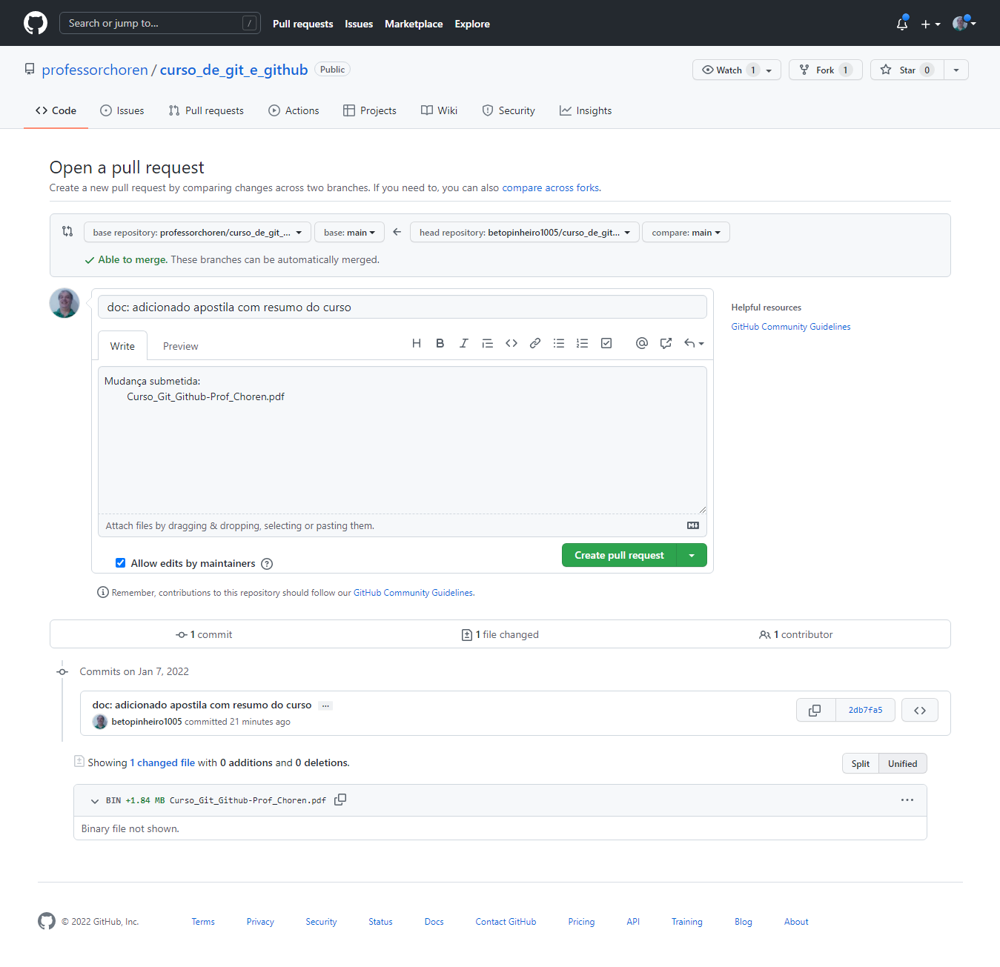 Search or jump to... /
Pull requests Issues Marketplace Explore
professorchoren / curso_de_git_e_github Public
Watch 1 Fork 1 Star 0
Code Issues Pull requests Actions Projects Wiki Security Insights
Open a pull request
Create a new pull request by comparing changes across two branches. If you need to, you can also compare across forks.
base repository: professorchoren/curso_de_git_... base: main head repository: betopinheiro1005/curso_de_git... compare: main
Able to merge. These branches can be automatically merged.
doc: adicionado apostila com resumo do curso
Helpful resources
GitHub Community Guidelines
Write Preview
Mudança submetida:
Curso_Git_Github-Prof_Choren.pdf
Attach files by dragging & dropping, selecting or pasting them.
Allow edits by maintainers
Create pull request
Remember, contributions to this repository should follow our GitHub Community Guidelines.
1 commit 1 file changed 1 contributor
Commits on Jan 7, 2022
doc: adicionado apostila com resumo do curso ...
betopinheiro1005 committed 21 minutes ago
2db7fa5
Showing 1 changed file with 0 additions and 0 deletions.
Split Unified
BIN +1.84 MB Curso_Git_Github-Prof_Choren.pdf
Binary file not shown.
© 2022 GitHub, Inc. Terms Privacy Security Status Docs Contact GitHub Pricing API Training Blog About